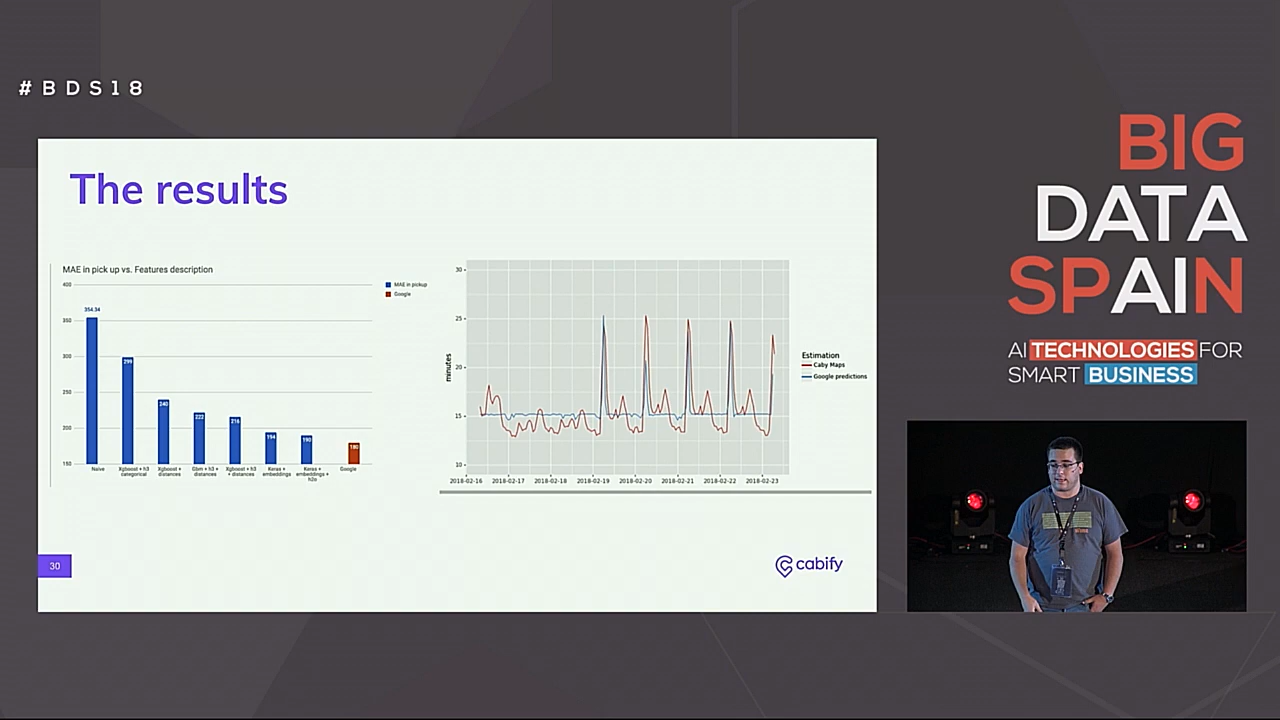 #BDS18
The results
MAE in pick up vs. Features description
400
350
300
250
200
150
354.34
299
240
222
216
194
190
180
Naive
Xgboost + h3
categorical
Xgboost +
distances
Gbm + h3 +
distances
Xgboost + h3
+ distances
Keras +
embeddings
Keras +
embeddings +
h2o
Google
MAE in pickup
Google
30
25
20
15
10
minutes
2018-02-16
2018-02-17
2018-02-18
2018-02-19
2018-02-20
2018-02-21
2018-02-22
2018-02-23
Estimation
Caby Maps
Google predictions
30
cabify
BIG
DATA
SPAIN
AI TECHNOLOGIES FOR
SMART BUSINESS